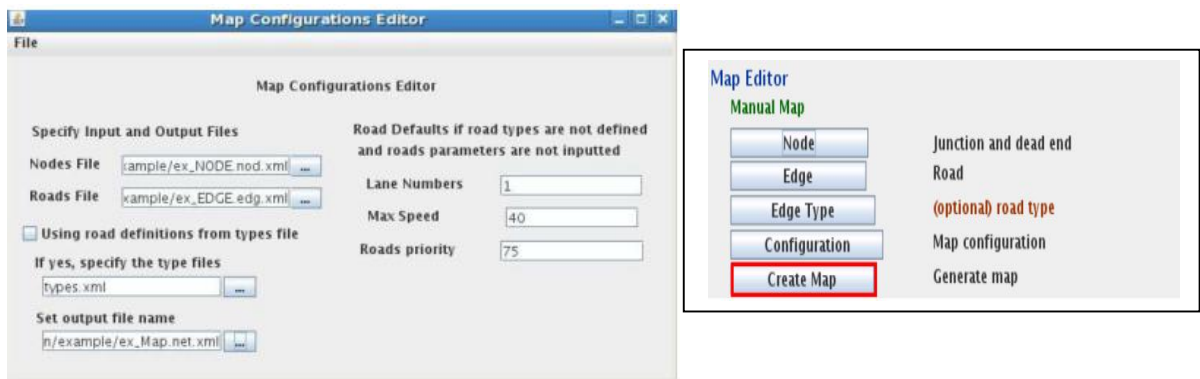 Map Configurations Editor
File
Map Configurations Editor
Specify Input and Output Files
Nodes File
ample/ex_NODE.nod.xml ...
Roads File
xample/ex_EDGE.edg.xml ...
Using road definitions from types file
If yes, specify the type files
types.xml ...
Set output file name
n/example/ex_Map.net.xml ...
Road Defaults if road types are not defined
and roads parameters are not inputted
Lane Numbers 1
Max Speed 40
Roads priority 75
Map Editor
Manual Map
Node Junction and dead end
Edge Road
Edge Type (optional) road type
Configuration Map configuration
Create Map Generate map